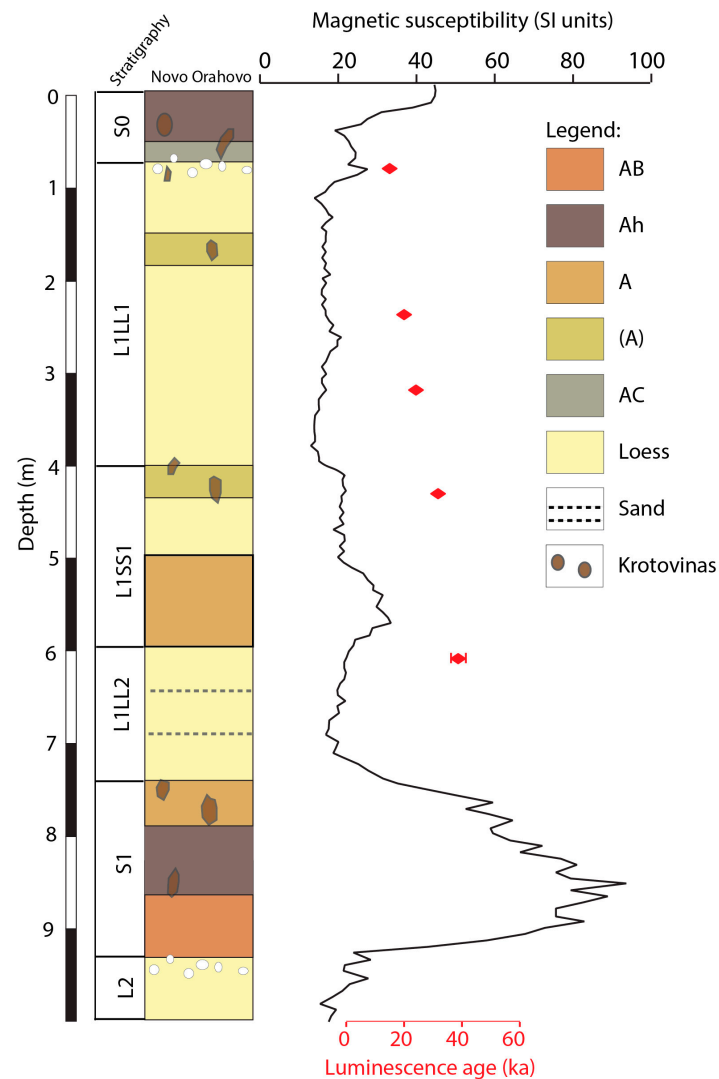 Magnetic susceptibility (SI units)
Stratigraphy
Novo Orahovo
0 20 40 60 80 100
Depth (m)
0
1
2
3
4
5
6
7
8
9
S0
L1LL1
L1SS1
L1LL2
S1
L2
Legend:
AB
Ah
A
(A)
AC
Loess
Sand
Krotovinas
0 20 40 60
Luminescence age (ka)